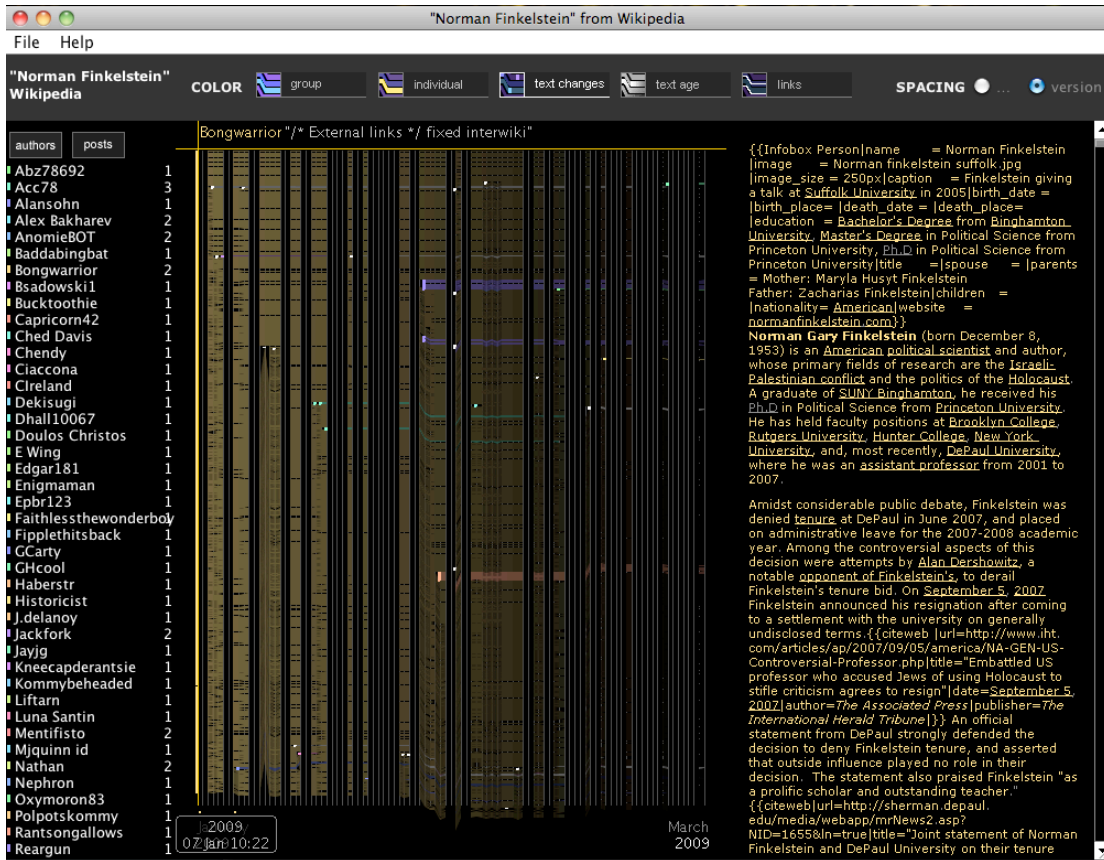 "Norman Finkelstein" from Wikipedia
File Help
"Norman Finkelstein"
Wikipedia
COLOR group individual text changes text age links SPACING ... version
authors posts
Bongwarrior "/* External links */ fixed interwiki"
Abz78692 1
Acc78 3
Alansohn 1
Alex Bakharev 2
AnomieBOT 2
Baddabingbat 1
Bongwarrior 2
Bsadowski1 1
Bucktoothie 1
Capricorn42 1
Ched Davis 1
Chendy 1
Ciaccona 1
CIreland 1
Dekisugi 1
Dhall10067 1
Doulos Christos 1
E Wing 1
Edgar181 1
Enigmaman 1
Epbr123 1
Faithlessthewonderboy 1
Fipplethitsback 1
GCarty 1
GHcool 1
Haberstr 1
Historicist 1
J.delanoy 1
Jackfork 2
Jayjg 1
Kneecapderantsie 1
Kommybeheaded 1
Liftarn 1
Luna Santin 1
Mentifisto 2
Mjquinn id 1
Nathan 2
Nephron 1
Oxymoron83 1
Polpotskommy 1
Rantsongallows 1
Reargun 1
2009
07 Jan 10:22
March
2009
{{Infobox Person|name = Norman Finkelstein
|image = Norman finkelstein suffolk.jpg
|image_size = 250px|caption = Finkelstein giving
a talk at Suffolk University in 2005|birth_date =
|birth_place= |death_date = |death_place=
|education = Bachelor's Degree from Binghamton
University, Master's Degree in Political Science from
Princeton University, Ph.D in Political Science from
Princeton University|title =|spouse = |parents
= Mother: Maryla Husyt Finkelstein
Father: Zacharias Finkelstein|children =
|nationality= American|website =
normanfinkelstein.com}}
Norman Gary Finkelstein (born December 8,
1953) is an American political scientist and author,
whose primary fields of research are the Israeli-
Palestinian conflict and the politics of the Holocaust.
A graduate of SUNY Binghamton, he received his
Ph.D in Political Science from Princeton University.
He has held faculty positions at Brooklyn College,
Rutgers University, Hunter College, New York
University, and, most recently, DePaul University,
where he was an assistant professor from 2001 to
2007.
Amidst considerable public debate, Finkelstein was
denied tenure at DePaul in June 2007, and placed
on administrative leave for the 2007-2008 academic
year. Among the controversial aspects of this
decision were attempts by Alan Dershowitz, a
notable opponent of Finkelstein's, to derail
Finkelstein's tenure bid. On September 5, 2007
Finkelstein announced his resignation after coming
to a settlement with the university on generally
undisclosed terms.{{citeweb |url=http://www.iht.
com/articles/ap/2007/09/05/america/NA-GEN-US-
Controversial-Professor.php|title="Embattled US
professor who accused Jews of using Holocaust to
stifle criticism agrees to resign"|date=September 5,
2007|author=The Associated Press|publisher=The
International Herald Tribune|}} An official
statement from DePaul strongly defended the
decision to deny Finkelstein tenure, and asserted
that outside influence played no role in their
decision. The statement also praised Finkelstein "as
a prolific scholar and outstanding teacher."
{{citeweb|url=http://sherman.depaul.
edu/media/webapp/mrNews2.asp?
NID=1655&ln=true|title="Joint statement of Norman
Finkelstein and DePaul University on their tenure